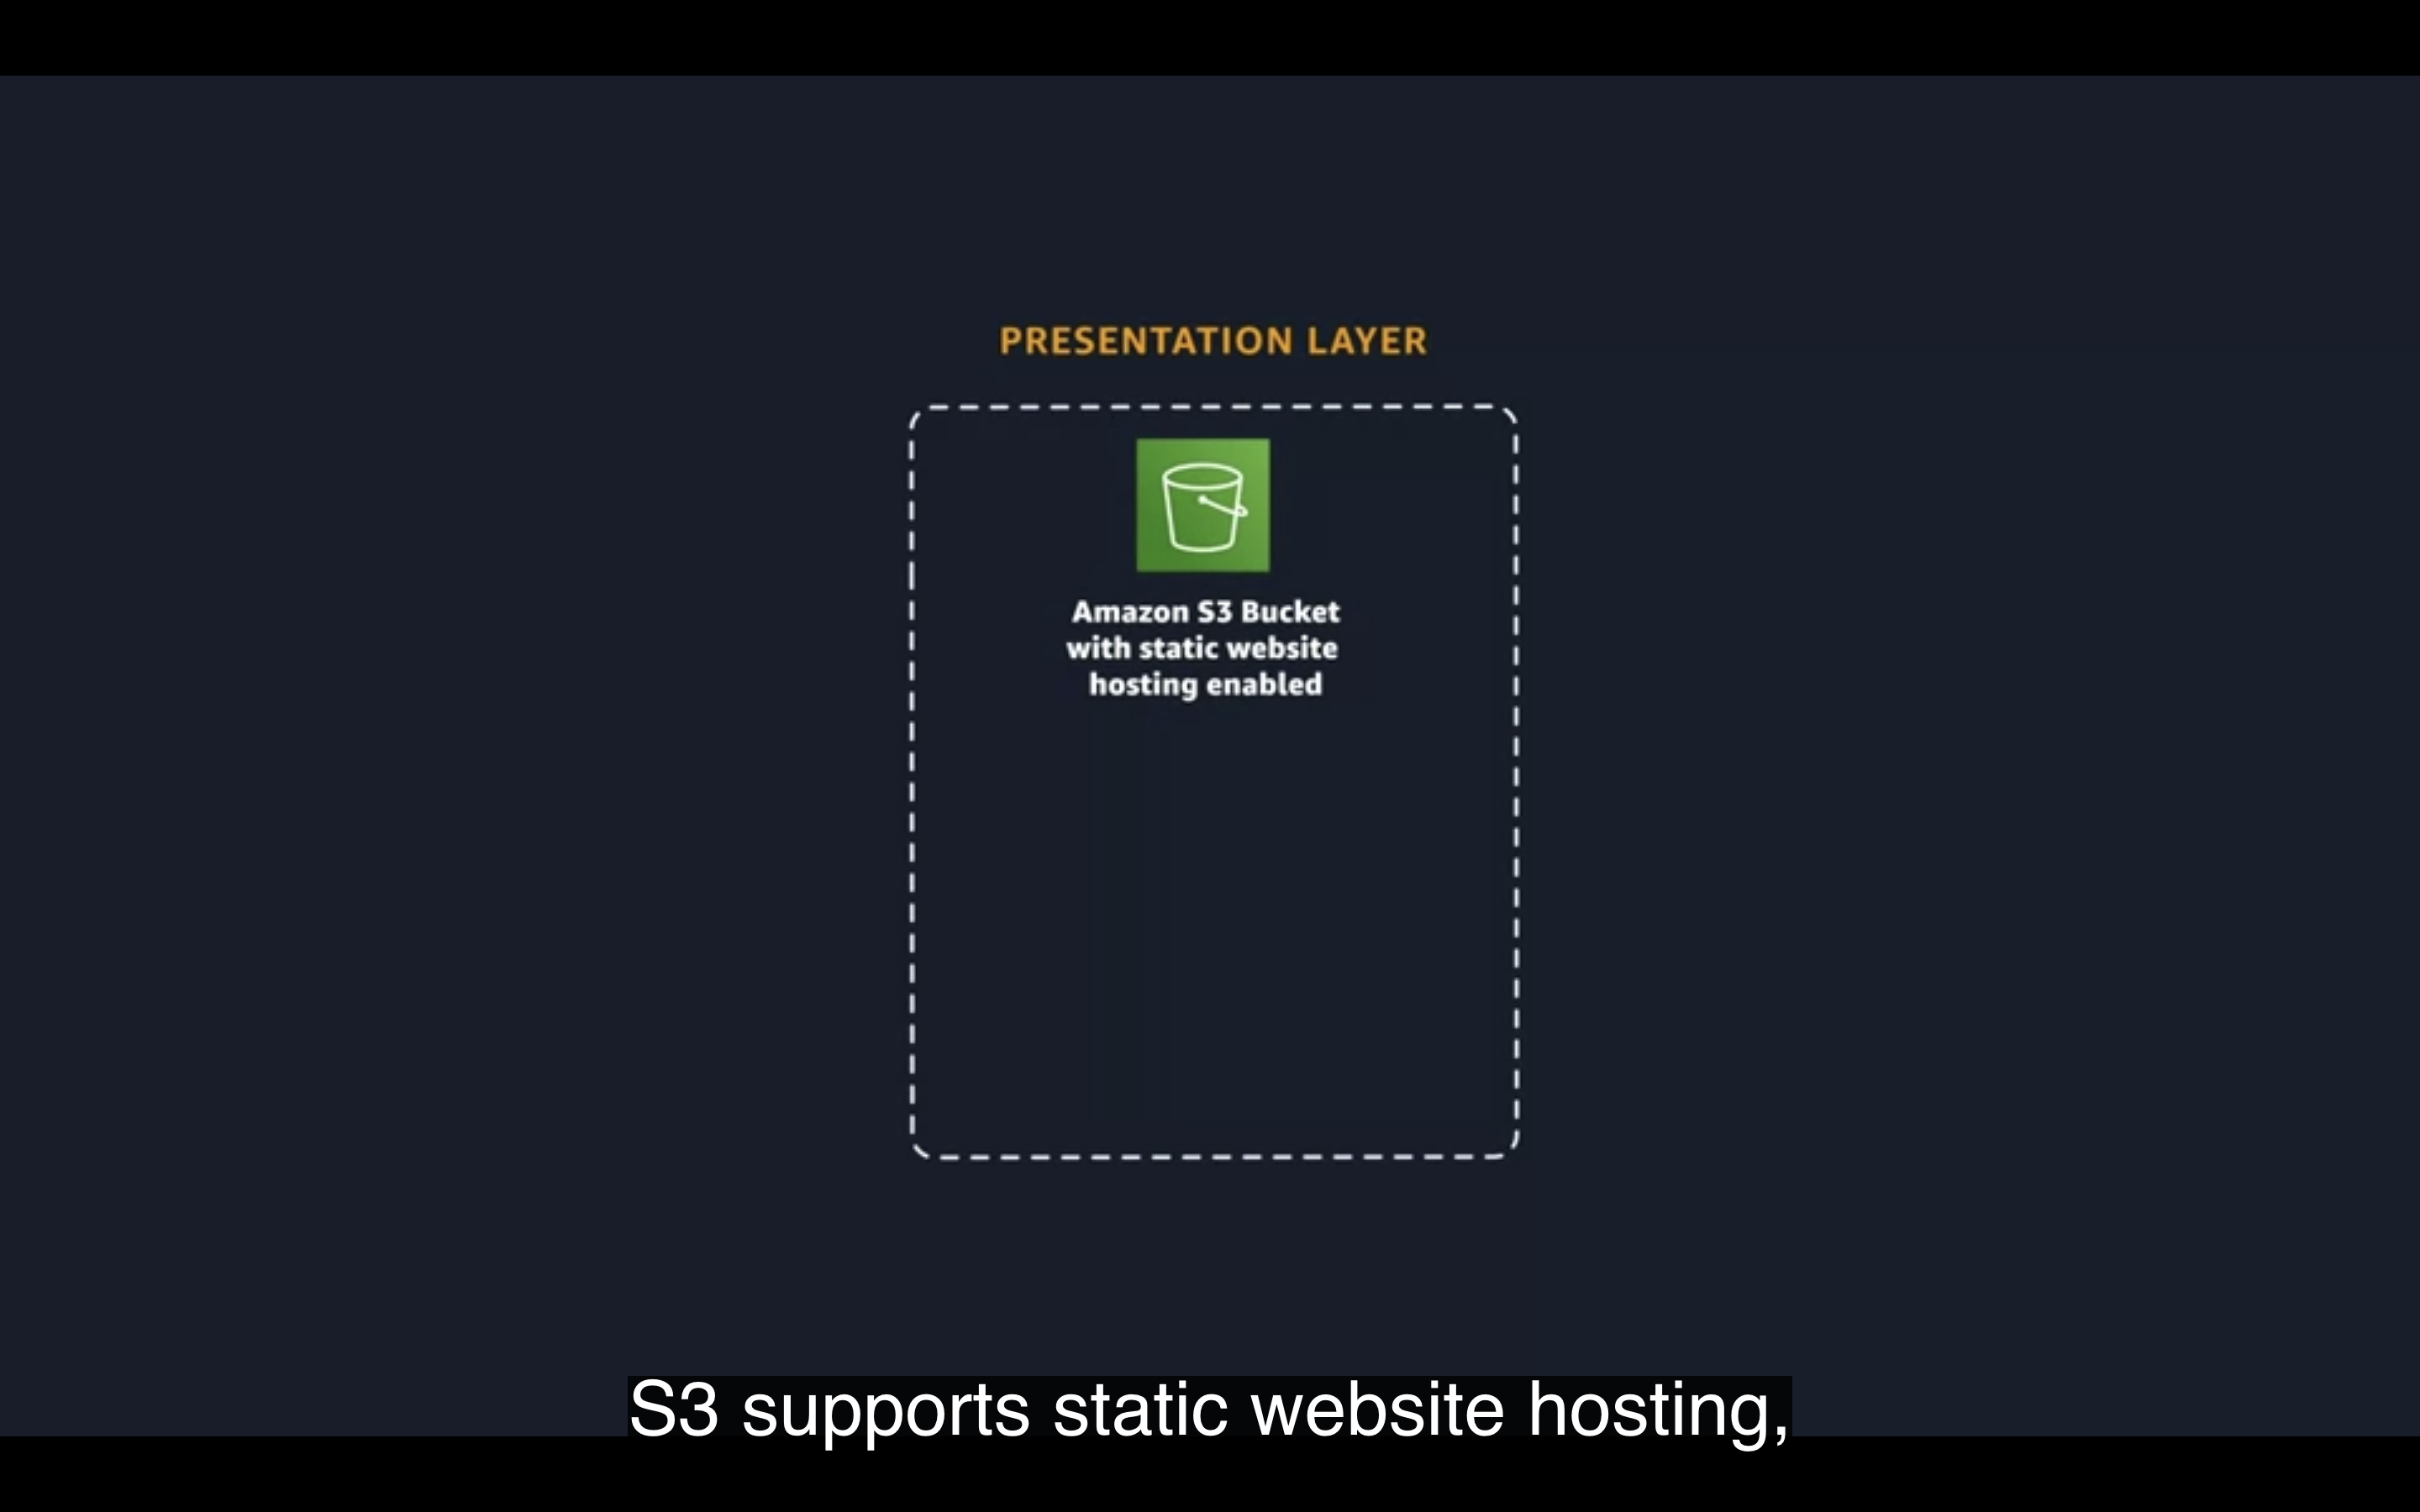 PRESENTATION LAYER
Amazon S3 Bucket
with static website
hosting enabled
S3 supports static website hosting,